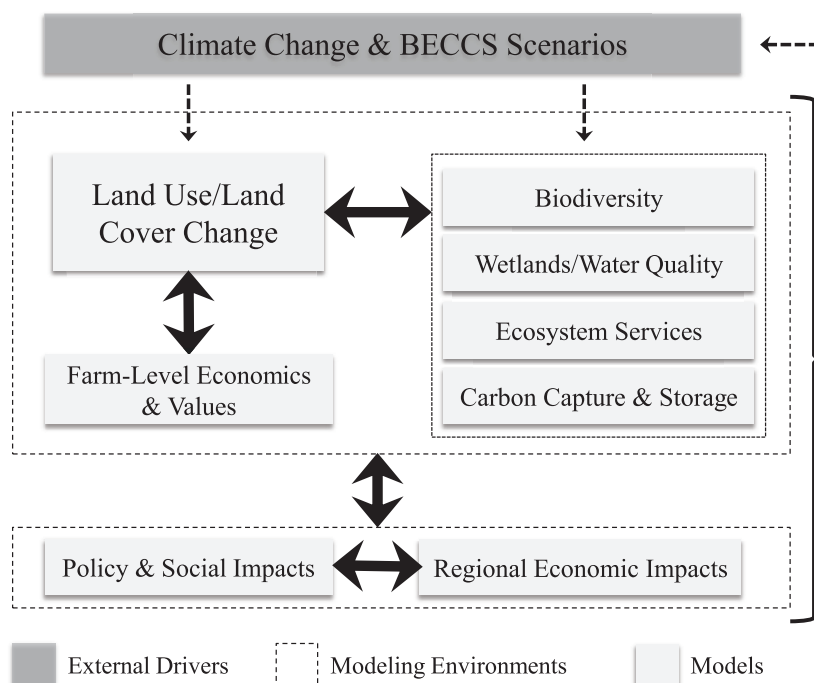 Climate Change & BECCS Scenarios
Land Use/Land
Cover Change
Farm-Level Economics
& Values
Biodiversity
Wetlands/Water Quality
Ecosystem Services
Carbon Capture & Storage
Policy & Social Impacts
Regional Economic Impacts
External Drivers
Modeling Environments
Models